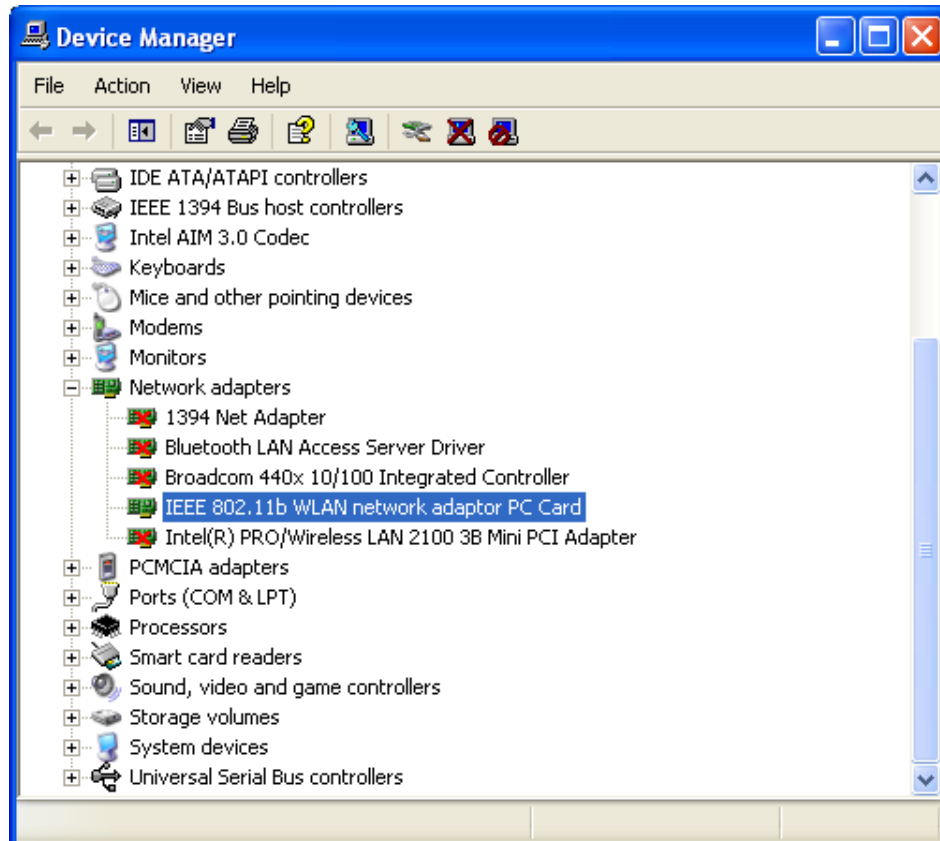 Device Manager
File Action View Help
IDE ATA/ATAPI controllers
IEEE 1394 Bus host controllers
Intel AIM 3.0 Codec
Keyboards
Mice and other pointing devices
Modems
Monitors
Network adapters
1394 Net Adapter
Bluetooth LAN Access Server Driver
Broadcom 440x 10/100 Integrated Controller
IEEE 802.11b WLAN network adaptor PC Card
Intel(R) PRO/Wireless LAN 2100 3B Mini PCI Adapter
PCMCIA adapters
Ports (COM & LPT)
Processors
Smart card readers
Sound, video and game controllers
Storage volumes
System devices
Universal Serial Bus controllers